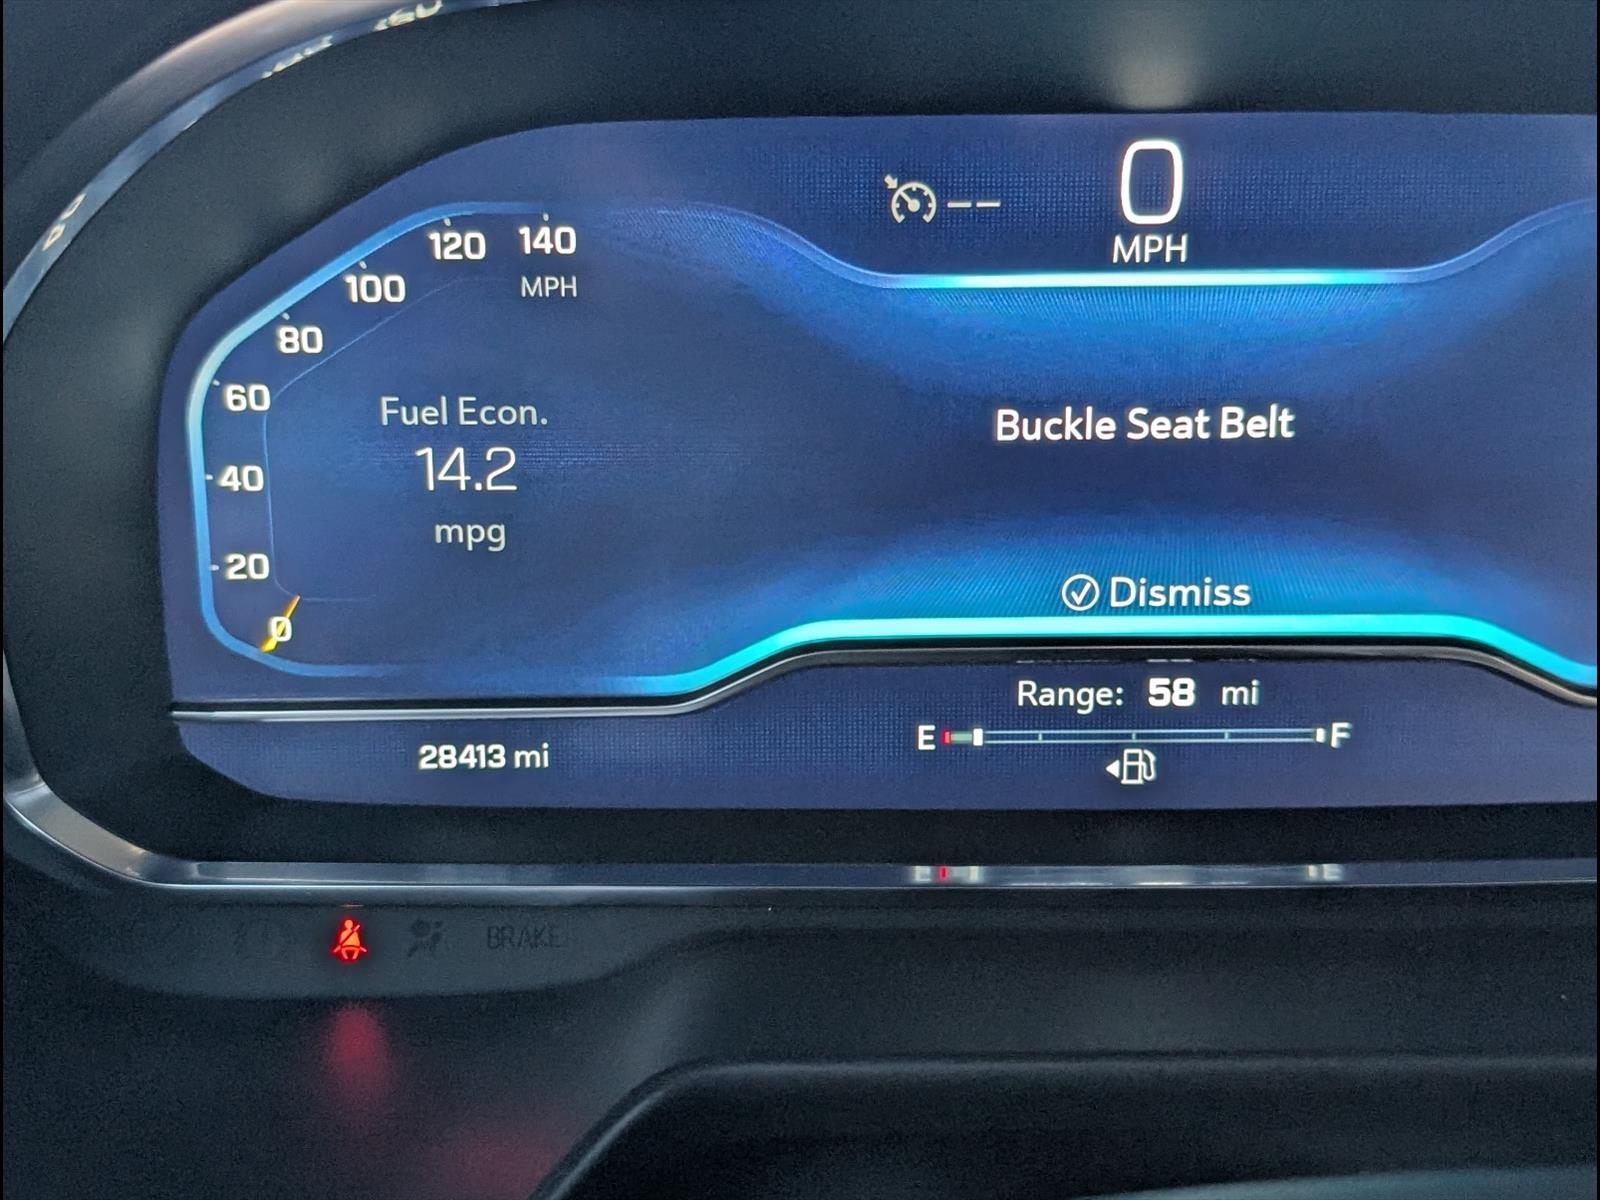 0
MPH
120 140
MPH
100
80
60
40
20
0
Fuel Econ.
14.2
mpg
Buckle Seat Belt
Dismiss
Range: 58 mi
E F
28413 mi
BRAKE